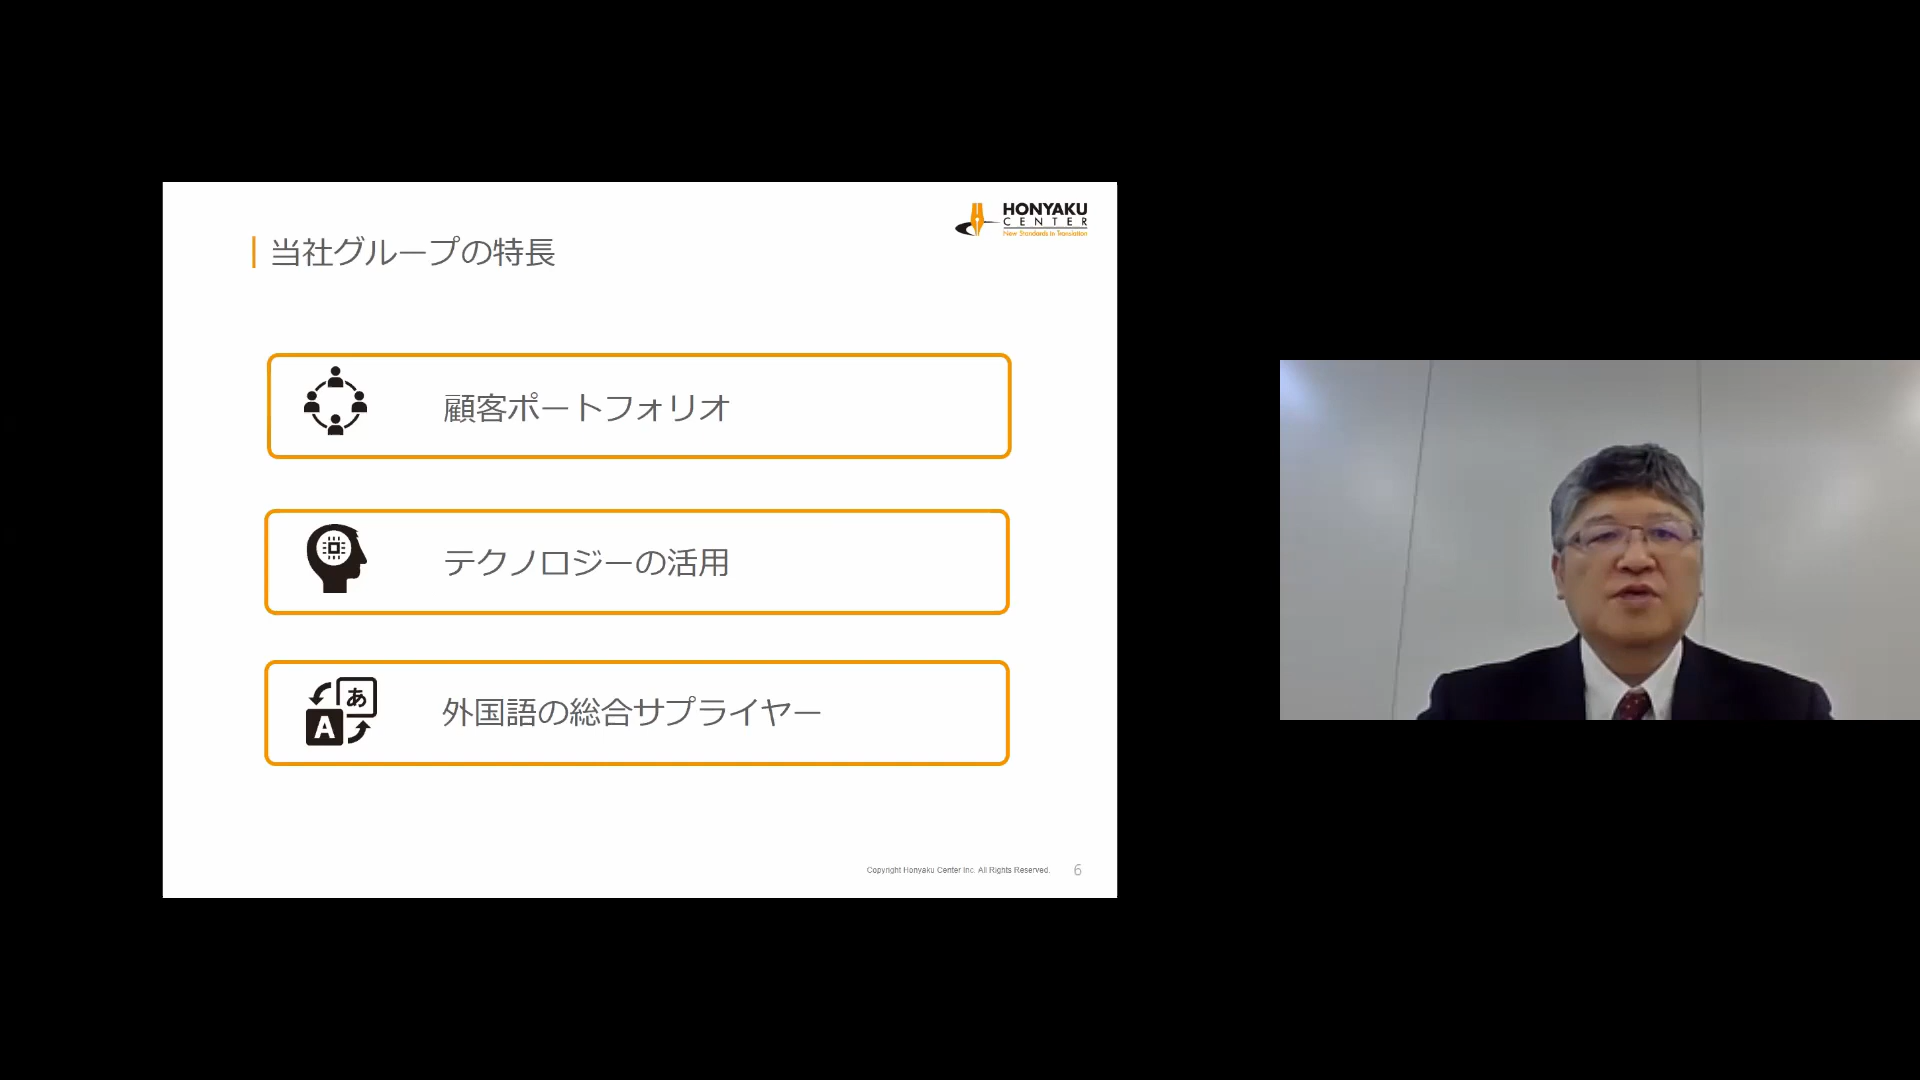 HONYAKU
CENTER
New Standards in Translation
当社グループの特長
顧客ポートフォリオ
テクノロジーの活用
あ
A
外国語の総合サプライヤー
Copyright Honyaku Center Inc. All Rights Reserved.
6